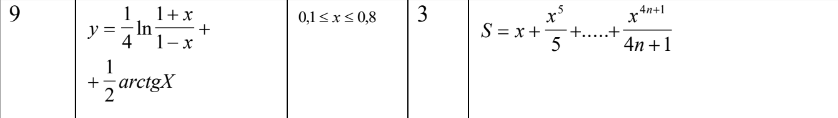 9 y = 1/4 ln (1+x)/(1−x) + 0,1 ≤ x ≤ 0,8 3 S = x + x^5/5 + ..... + x^{4n+1}/(4n+1)
+ 1/2 arctgX